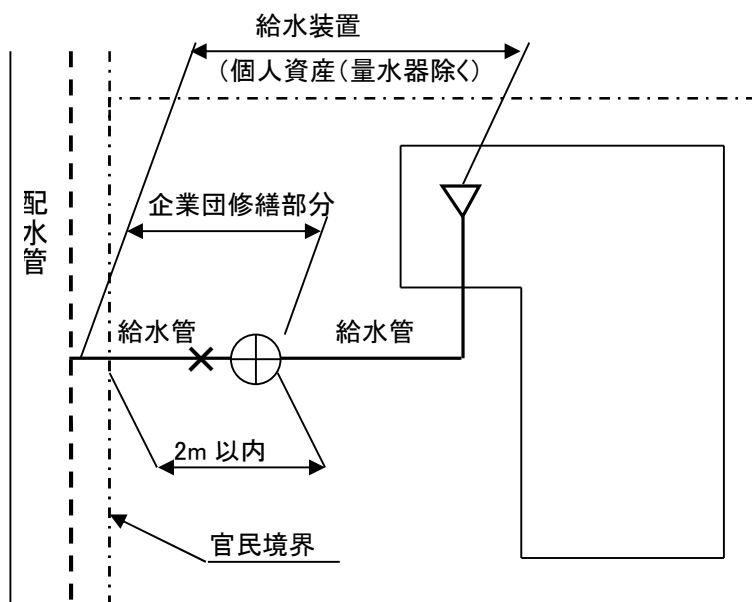 給水装置
(個人資産(量水器除く)
企業団修繕部分
配水管
給水管
給水管
2m 以内
官民境界